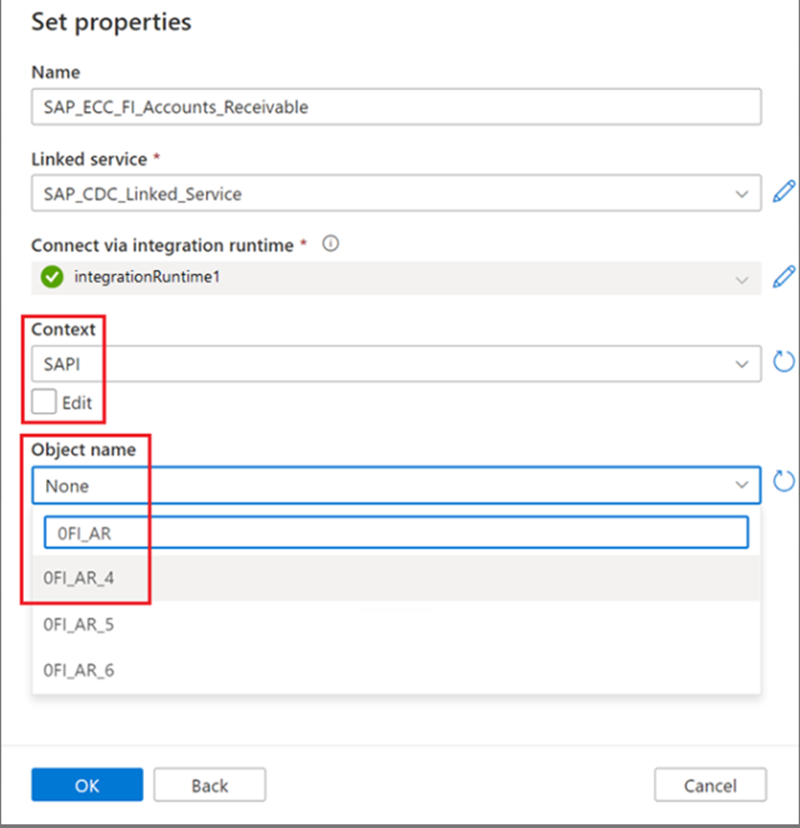 Set properties
Name
SAP_ECC_FI_Accounts_Receivable
Linked service *
SAP_CDC_Linked_Service
Connect via integration runtime *
integrationRuntime1
Context
SAPI
Edit
Object name
None
0FI_AR
0FI_AR_4
0FI_AR_5
0FI_AR_6
OK Back Cancel